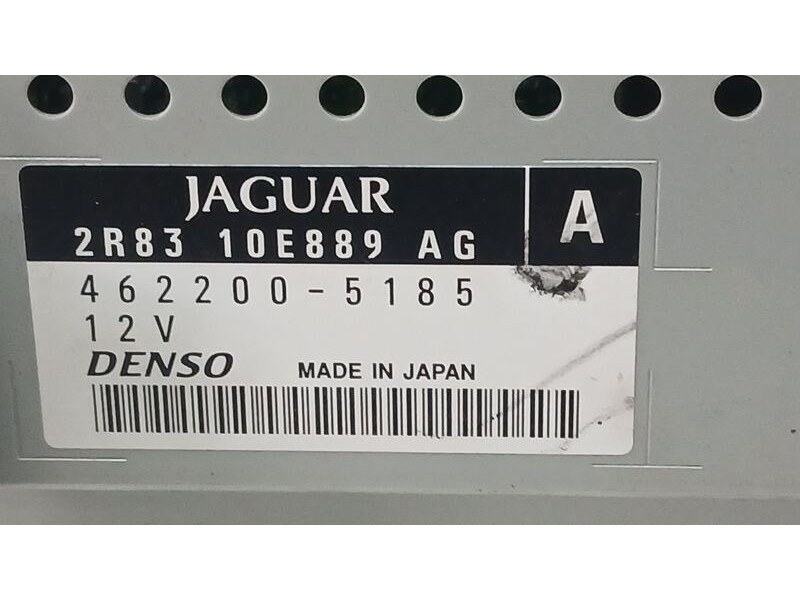 JAGUAR
2R83 10E889 AG
A
462200-5185
12V
DENSO MADE IN JAPAN